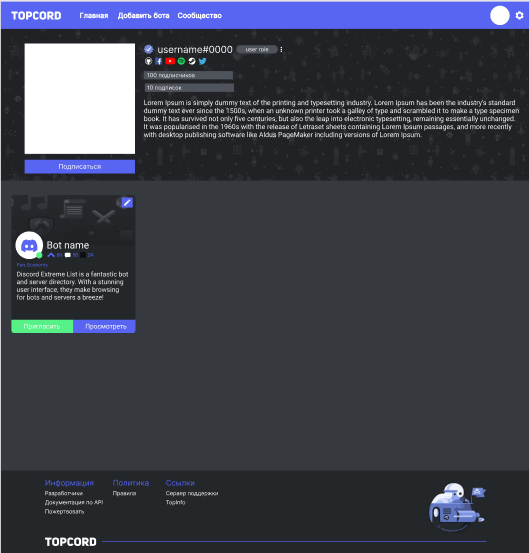 TOPCORD Главная Добавить бота Сообщество
username#0000 user role
100 подписчиков
10 подписок
Lorem Ipsum is simply dummy text of the printing and typesetting industry. Lorem Ipsum has been the industry's standard
dummy text ever since the 1500s, when an unknown printer took a galley of type and scrambled it to make a type specimen
book. It has survived not only five centuries, but also the leap into electronic typesetting, remaining essentially unchanged.
It was popularised in the 1960s with the release of Letraset sheets containing Lorem Ipsum passages, and more recently
with desktop publishing software like Aldus PageMaker including versions of Lorem Ipsum.
Подписаться
Bot name
Fun, Economy
Discord Extreme List is a fantastic bot
and server directory. With a stunning
user interface, they make browsing
for bots and servers a breeze!
Пригласить Просмотреть
Информация Политика Ссылки
Разработчики Правила Сервер поддержки
Документация по API TopInfo
Пожертвовать
TOPCORD